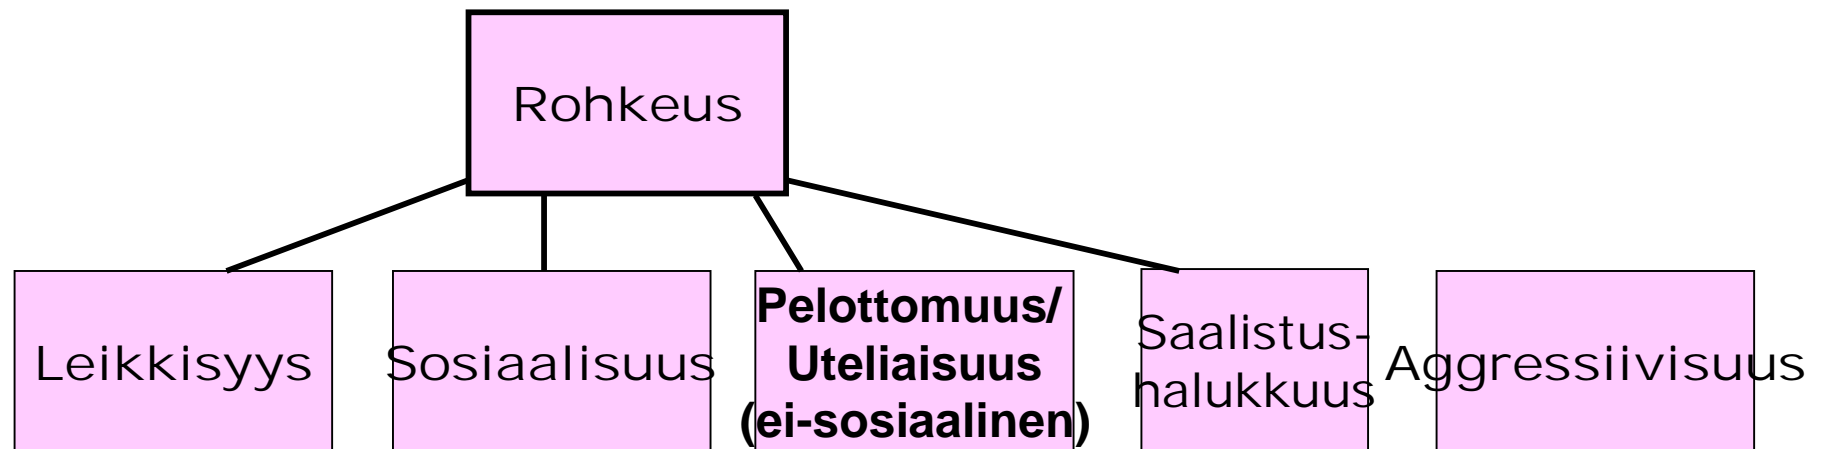 Rohkeus
Leikkisyys
Sosiaalisuus
Pelottomuus/
Uteliaisuus
(ei-sosiaalinen)
Saalistus-
halukkuus
Aggressiivisuus